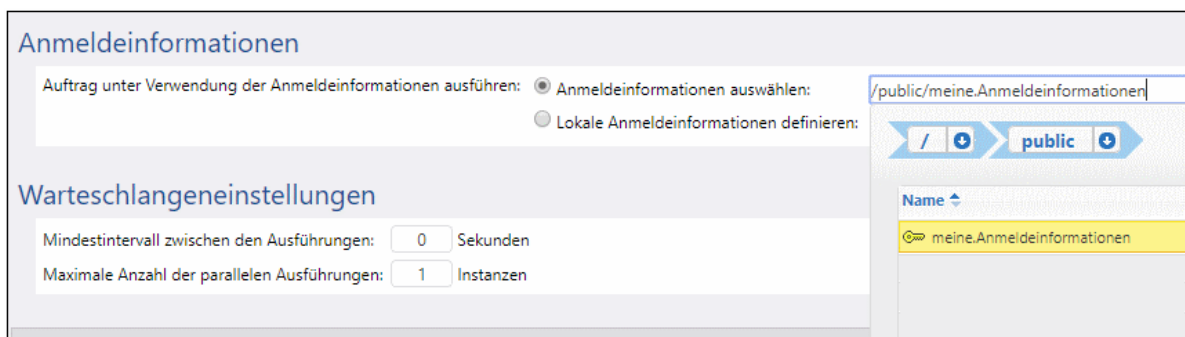 Anmeldeinformationen
Auftrag unter Verwendung der Anmeldeinformationen ausführen: Anmeldeinformationen auswählen: /public/meine.Anmeldeinformationen
Lokale Anmeldeinformationen definieren:
/ public
Warteschlangeneinstellungen
Name
Mindestintervall zwischen den Ausführungen: 0 Sekunden
meine.Anmeldeinformationen
Maximale Anzahl der parallelen Ausführungen: 1 Instanzen